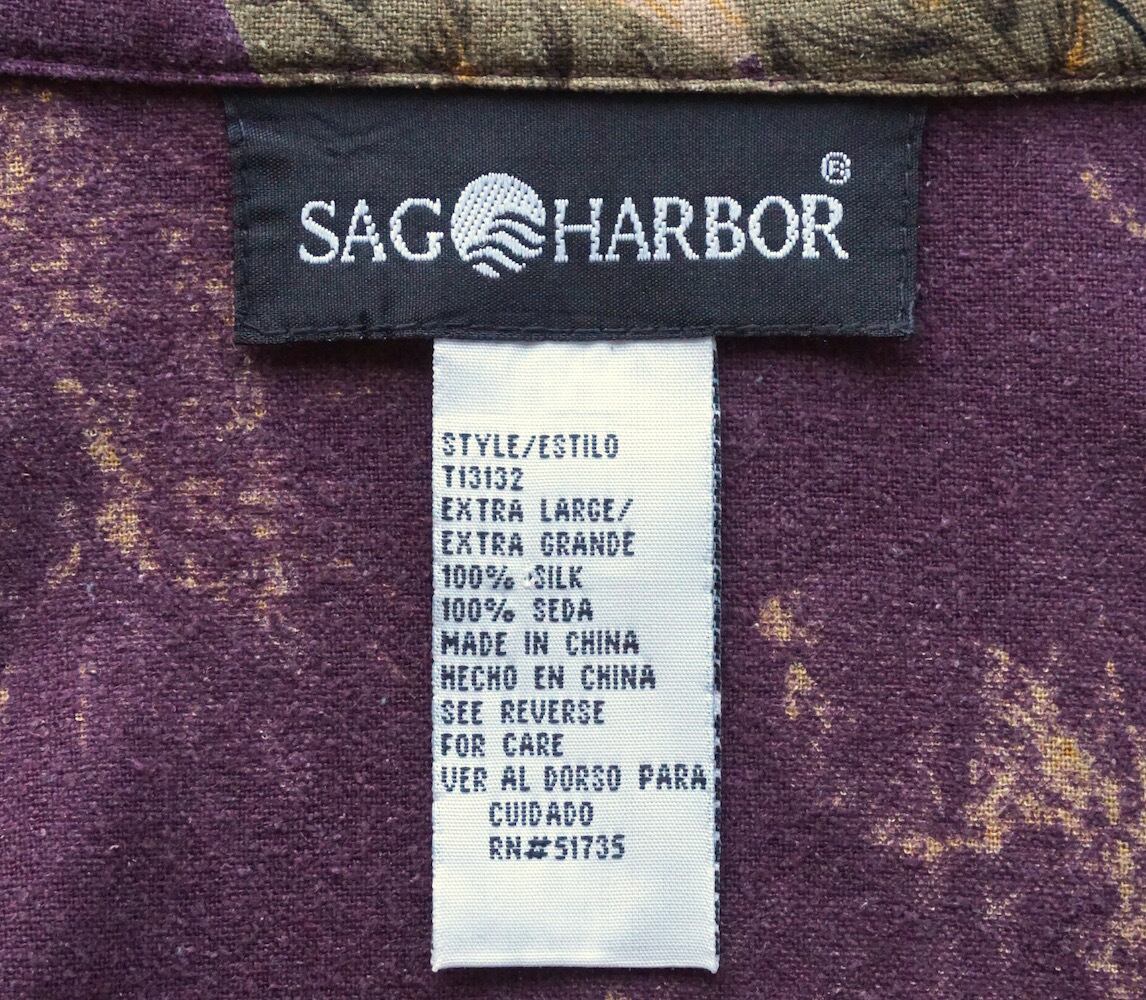 SAG HARBOR®
STYLE/ESTILO
T13132
EXTRA LARGE/
EXTRA GRANDE
100% SILK
100% SEDA
MADE IN CHINA
HECHO EN CHINA
SEE REVERSE
FOR CARE
VER AL DORSO PARA
CUIDADO
RN#51735